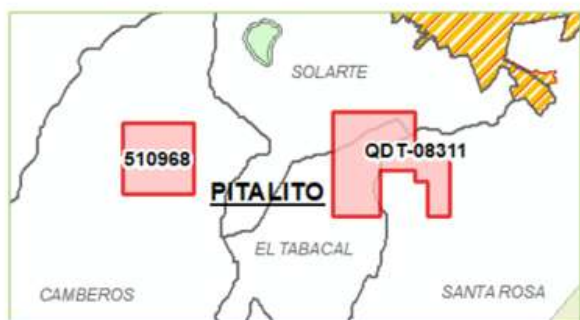 SOLARTE
510968
QDT-08311
PITALITO
EL TABACAL
CAMBEROS
SANTA ROSA